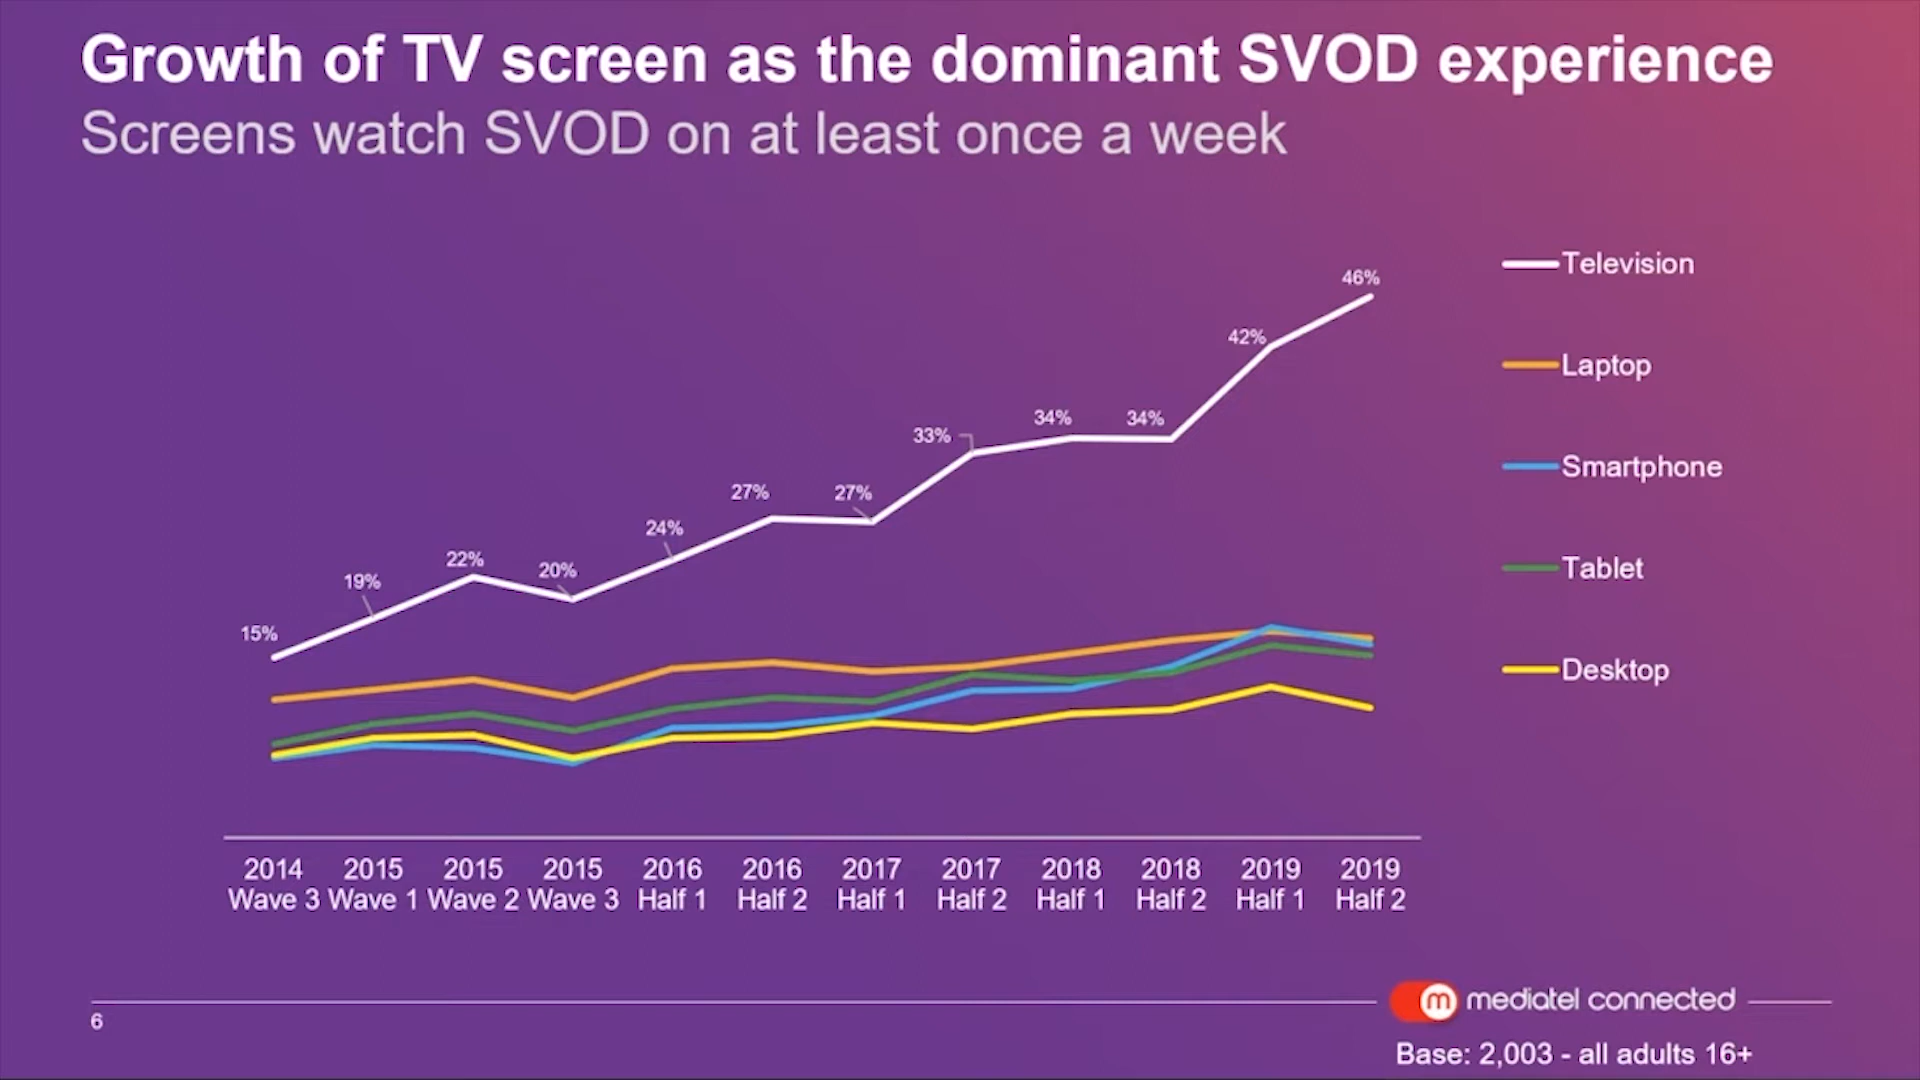 Growth of TV screen as the dominant SVOD experience
Screens watch SVOD on at least once a week
15%
19%
22%
20%
24%
27%
27%
33%
34%
34%
42%
46%
Television
Laptop
Smartphone
Tablet
Desktop
2014 2015 2015 2015 2016 2016 2017 2017 2018 2018 2019 2019
Wave 3 Wave 1 Wave 2 Wave 3 Half 1 Half 2 Half 1 Half 2 Half 1 Half 2 Half 1 Half 2
m mediatel connected
6
Base: 2,003 - all adults 16+